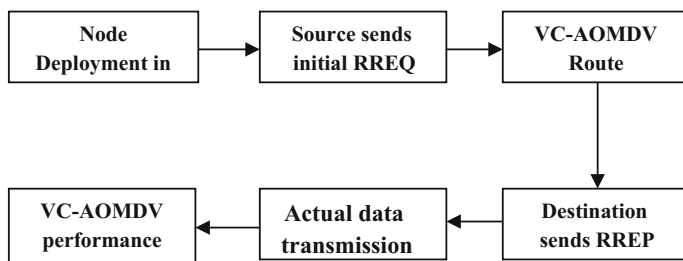 Node
Deployment in
Source sends
initial RREQ
VC-AOMDV
Route
Destination
sends RREP
Actual data
transmission
VC-AOMDV
performance